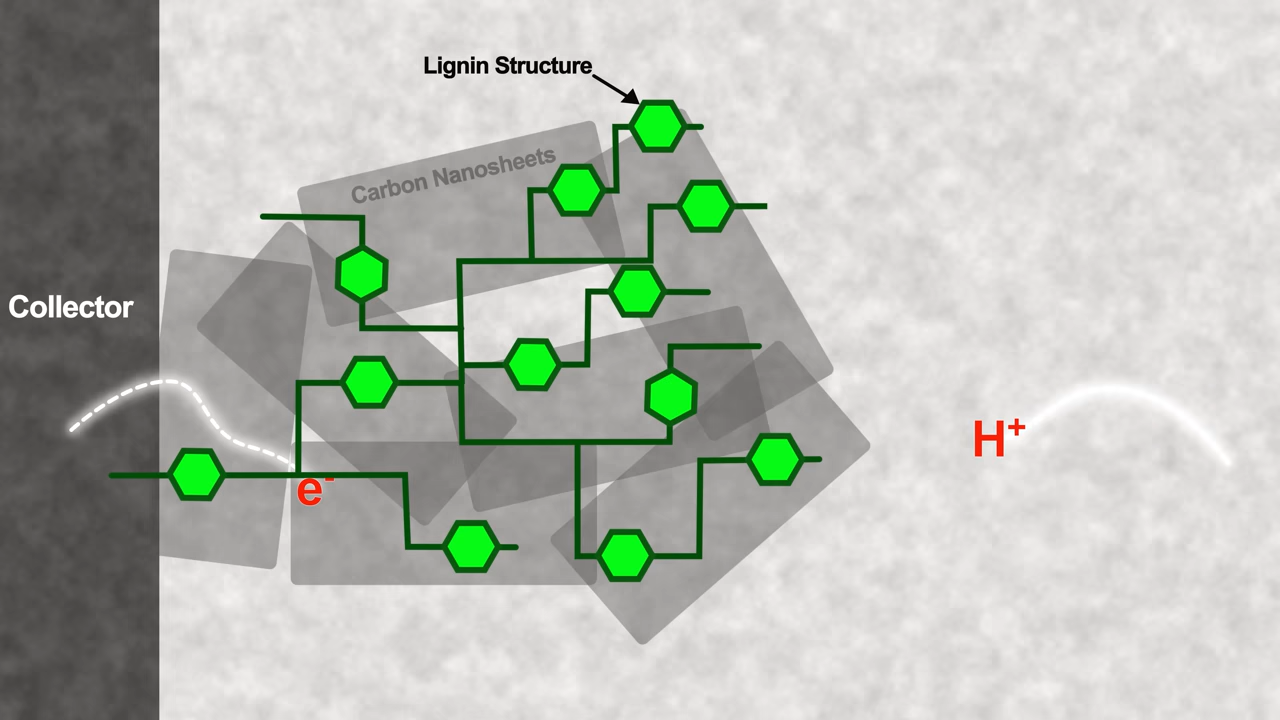 Lignin Structure
Carbon Nanosheets
Collector
H⁺
e⁻